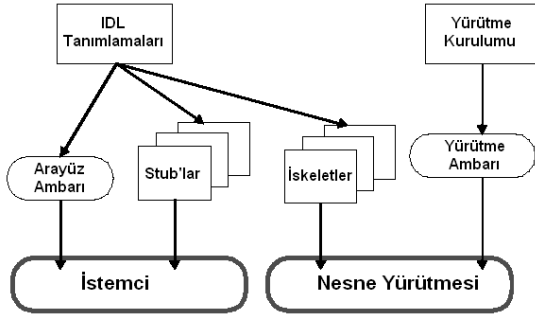 IDL
Tanımlamaları
Yürütme
Kurulumu
Arayüz
Ambarı
Stub'lar
İskeletler
Yürütme
Ambarı
İstemci
Nesne Yürütmesi